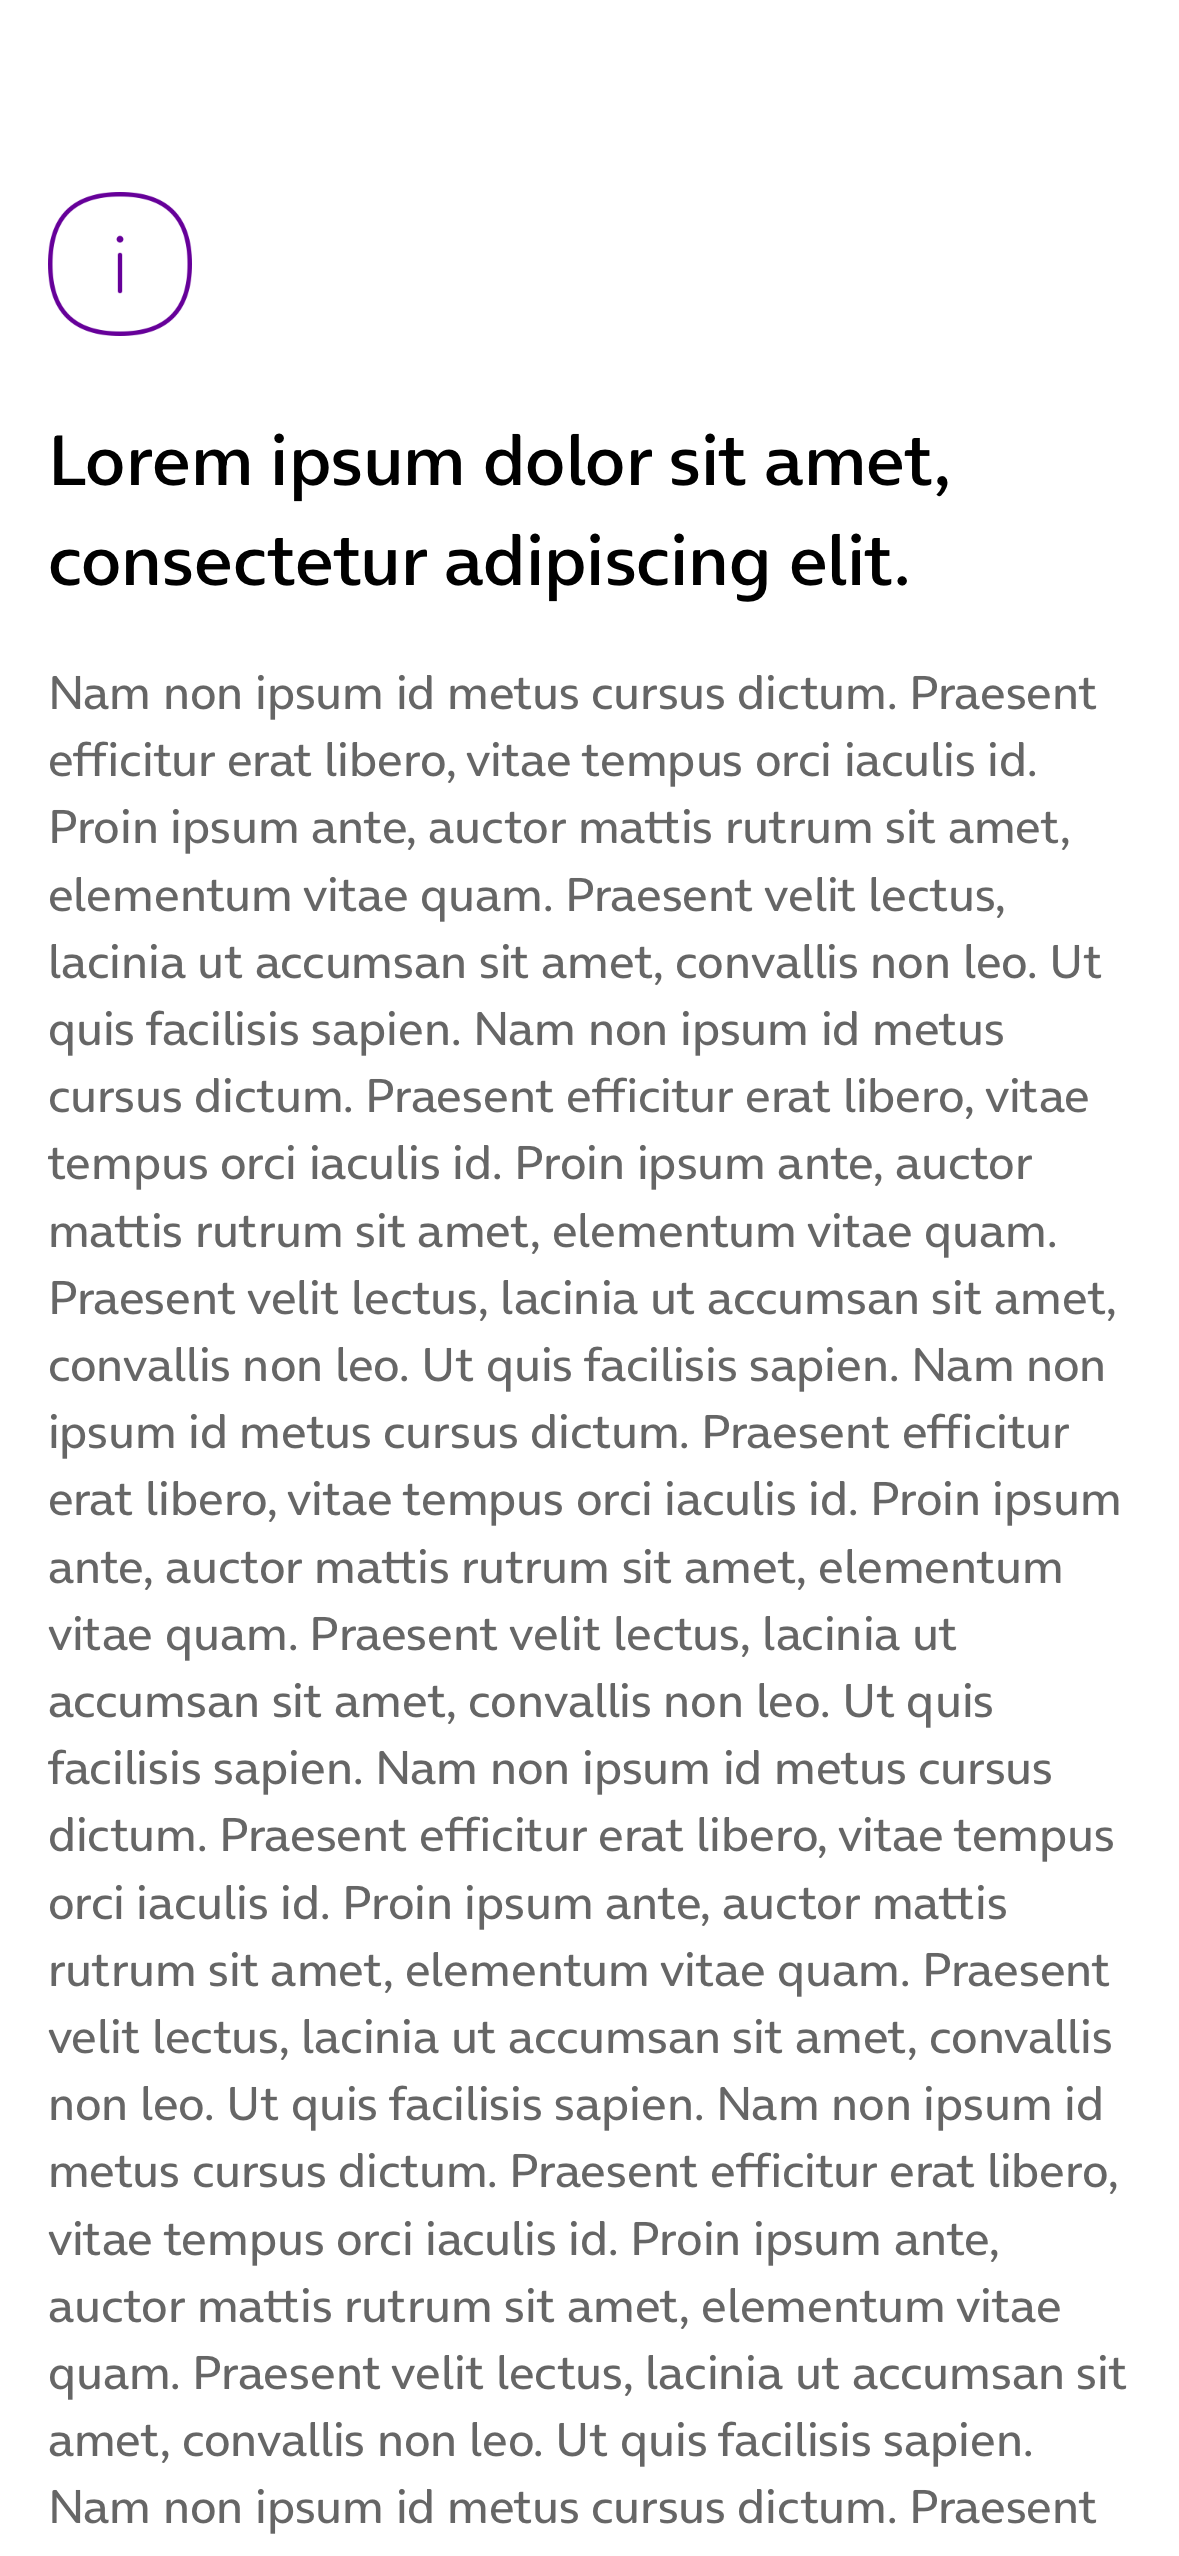 i
Lorem ipsum dolor sit amet,
consectetur adipiscing elit.
Nam non ipsum id metus cursus dictum. Praesent
efficitur erat libero, vitae tempus orci iaculis id.
Proin ipsum ante, auctor mattis rutrum sit amet,
elementum vitae quam. Praesent velit lectus,
lacinia ut accumsan sit amet, convallis non leo. Ut
quis facilisis sapien. Nam non ipsum id metus
cursus dictum. Praesent efficitur erat libero, vitae
tempus orci iaculis id. Proin ipsum ante, auctor
mattis rutrum sit amet, elementum vitae quam.
Praesent velit lectus, lacinia ut accumsan sit amet,
convallis non leo. Ut quis facilisis sapien. Nam non
ipsum id metus cursus dictum. Praesent efficitur
erat libero, vitae tempus orci iaculis id. Proin ipsum
ante, auctor mattis rutrum sit amet, elementum
vitae quam. Praesent velit lectus, lacinia ut
accumsan sit amet, convallis non leo. Ut quis
facilisis sapien. Nam non ipsum id metus cursus
dictum. Praesent efficitur erat libero, vitae tempus
orci iaculis id. Proin ipsum ante, auctor mattis
rutrum sit amet, elementum vitae quam. Praesent
velit lectus, lacinia ut accumsan sit amet, convallis
non leo. Ut quis facilisis sapien. Nam non ipsum id
metus cursus dictum. Praesent efficitur erat libero,
vitae tempus orci iaculis id. Proin ipsum ante,
auctor mattis rutrum sit amet, elementum vitae
quam. Praesent velit lectus, lacinia ut accumsan sit
amet, convallis non leo. Ut quis facilisis sapien.
Nam non ipsum id metus cursus dictum. Praesent